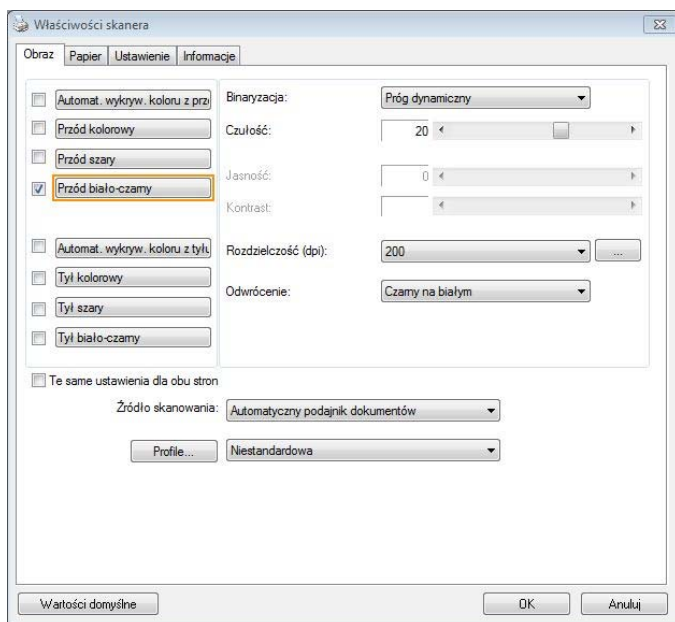 Właściwości skanera
Obraz Papier Ustawienie Informacje
Automat. wykryw. koloru z prz
Przód kolorowy
Przód szary
Przód biało-czarny
Automat. wykryw. koloru z tyłu
Tył kolorowy
Tył szary
Tył biało-czarny
Binaryzacja: Próg dynamiczny
Czułość: 20
Jasność: 0
Kontrast:
Rozdzielczość (dpi): 200 ...
Odwrócenie: Czarny na białym
Te same ustawienia dla obu stron
Źródło skanowania: Automatyczny podajnik dokumentów
Profile... Niestandardowa
Wartości domyślne OK Anuluj